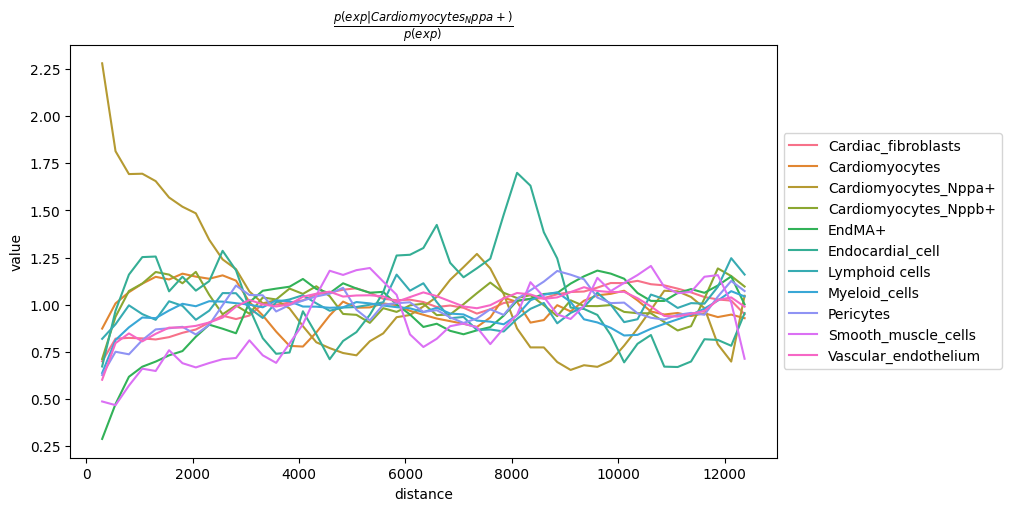 p(exp|Cardiomyocytes_Nppa+)
p(exp)
2.25
2.00
1.75
1.50
1.25
1.00
0.75
0.50
0.25
value
0 2000 4000 6000 8000 10000 12000
distance
Cardiac_fibroblasts
Cardiomyocytes
Cardiomyocytes_Nppa+
Cardiomyocytes_Nppb+
EndMA+
Endocardial_cell
Lymphoid cells
Myeloid_cells
Pericytes
Smooth_muscle_cells
Vascular_endothelium